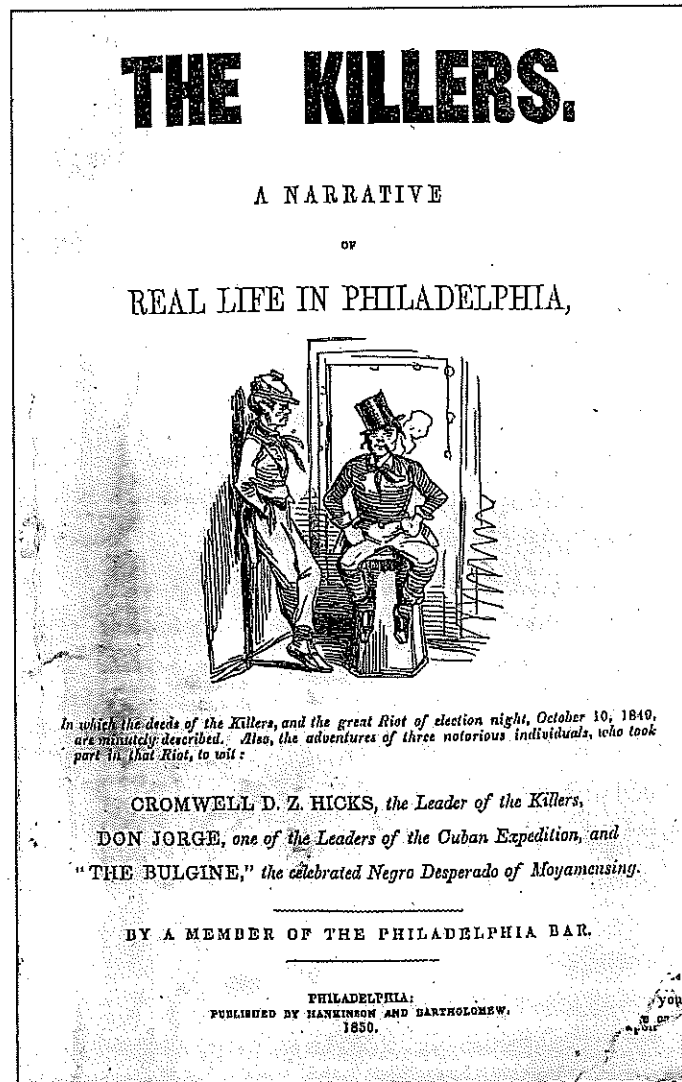 THE KILLERS.
A NARRATIVE
OF
REAL LIFE IN PHILADELPHIA,
In which the deeds of the Killers, and the great Riot of election night, October 10, 1849,
are minutely described. Also, the adventures of three notorious individuals, who took
part in that Riot, to wit:
CROMWELL D. Z. HICKS, the Leader of the Killers,
DON JORGE, one of the Leaders of the Cuban Expedition, and
"THE BULGINE," the celebrated Negro Desperado of Moyamensing.
BY A MEMBER OF THE PHILADELPHIA BAR.
PHILADELPHIA:
PUBLISHED BY HANKINSON AND BARTHOLOMEW.
1850.
you